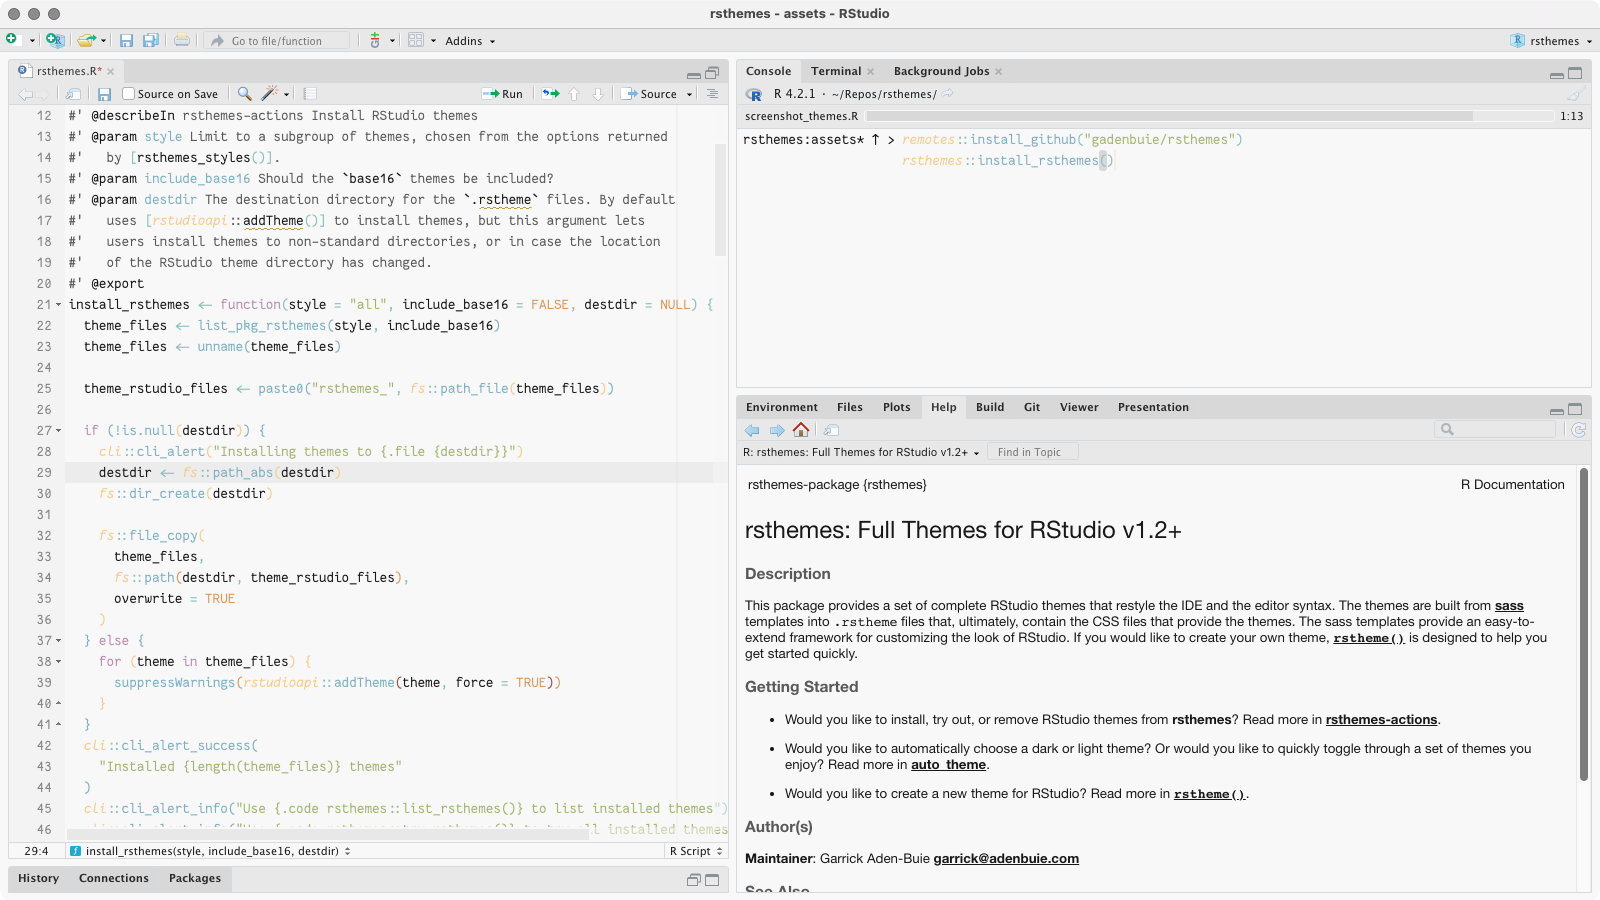 rsthemes - assets - RStudio
Go to file/function
Addins
rsthemes
rsthemes.R*
Source on Save
Run
Source
12 #' @describeIn rsthemes-actions Install RStudio themes
13 #' @param style Limit to a subgroup of themes, chosen from the options returned
14 #'   by [rsthemes_styles()].
15 #' @param include_base16 Should the `base16` themes be included?
16 #' @param destdir The destination directory for the `.rstheme` files. By default
17 #'   uses [rstudioapi::addTheme()] to install themes, but this argument lets
18 #'   users install themes to non-standard directories, or in case the location
19 #'   of the RStudio theme directory has changed.
20 #' @export
21 install_rsthemes <- function(style = "all", include_base16 = FALSE, destdir = NULL) {
22   theme_files <- list_pkg_rsthemes(style, include_base16)
23   theme_files <- unname(theme_files)
24
25   theme_rstudio_files <- paste0("rsthemes_", fs::path_file(theme_files))
26
27   if (!is.null(destdir)) {
28     cli::cli_alert("Installing themes to {.file {destdir}}")
29     destdir <- fs::path_abs(destdir)
30     fs::dir_create(destdir)
31
32     fs::file_copy(
33       theme_files,
34       fs::path(destdir, theme_rstudio_files),
35       overwrite = TRUE
36     )
37   } else {
38     for (theme in theme_files) {
39       suppressWarnings(rstudioapi::addTheme(theme, force = TRUE))
40     }
41   }
42   cli::cli_alert_success(
43     "Installed {length(theme_files)} themes"
44   )
45   cli::cli_alert_info("Use {.code rsthemes::list_rsthemes()} to list installed themes")
46
29:4 install_rsthemes(style, include_base16, destdir) R Script
History Connections Packages
Console Terminal Background Jobs
R 4.2.1 · ~/Repos/rsthemes/
screenshot_themes.R 1:13
rsthemes:assets* ↑ > remotes::install_github("gadenbuie/rsthemes")
rsthemes::install_rsthemes()
Environment Files Plots Help Build Git Viewer Presentation
R: rsthemes: Full Themes for RStudio v1.2+ Find in Topic
rsthemes-package {rsthemes} R Documentation
rsthemes: Full Themes for RStudio v1.2+
Description
This package provides a set of complete RStudio themes that restyle the IDE and the editor syntax. The themes are built from sass
templates into .rstheme files that, ultimately, contain the CSS files that provide the themes. The sass templates provide an easy-to-
extend framework for customizing the look of RStudio. If you would like to create your own theme, rstheme() is designed to help you
get started quickly.
Getting Started
• Would you like to install, try out, or remove RStudio themes from rsthemes? Read more in rsthemes-actions.
• Would you like to automatically choose a dark or light theme? Or would you like to quickly toggle through a set of themes you
enjoy? Read more in auto_theme.
• Would you like to create a new theme for RStudio? Read more in rstheme().
Author(s)
Maintainer: Garrick Aden-Buie garrick@adenbuie.com
See Also